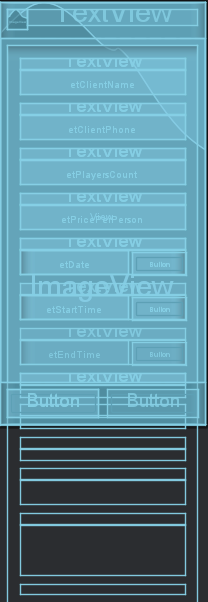 TextView
TextView
etClientName
TextView
etClientPhone
TextView
etPlayersCount
TextView
etPricePerPerson
TextView
etDate
Button
ImageView
etStartTime
Button
TextView
etEndTime
Button
TextView
Button
Button